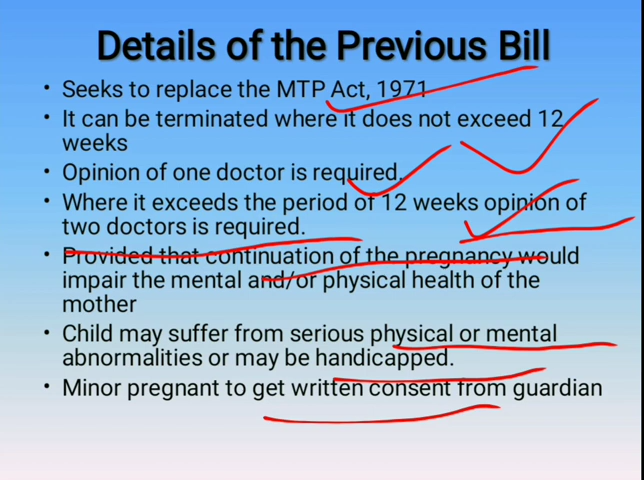 Details of the Previous Bill
• Seeks to replace the MTP Act, 1971
• It can be terminated where it does not exceed 12
weeks
• Opinion of one doctor is required.
• Where it exceeds the period of 12 weeks opinion of
two doctors is required.
• Provided that continuation of the pregnancy would
impair the mental and/or physical health of the
mother
• Child may suffer from serious physical or mental
abnormalities or may be handicapped.
• Minor pregnant to get written consent from guardian